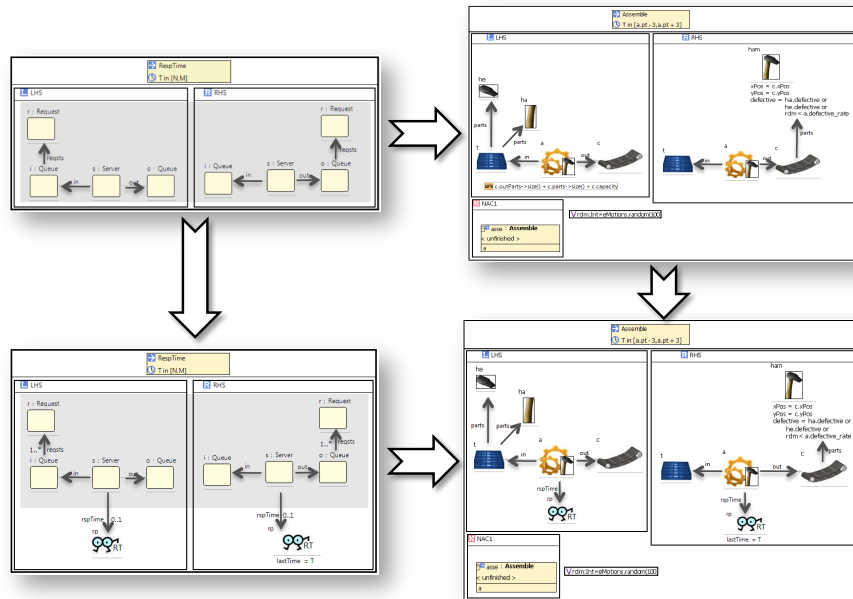 Assemble
T in [a.pt - 3,a.pt + 3]
LHS
RHS
ham
he
xPos = c.xPos
yPos = c.yPos
defective = ha.defective or
he.defective or
rdm < a.defective_rate
ha
parts
parts
parts
t
a
c
in
out
t
a
c
in
out
c.outParts->size() + c.parts->size() < c.capacity
NAC1
asse : Assemble
< unfinished >
a
rdm:Int=eMotions.random(100)
RespTime
T in [N,M]
LHS
RHS
r : Request
r : Request
reqsts
reqsts
i : Queue
s : Server
o : Queue
in
out
i : Queue
s : Server
o : Queue
in
out
RespTime
T in [N,M]
LHS
RHS
r : Request
r : Request
1..*
reqsts
1..*
reqsts
i : Queue
s : Server
o : Queue
in
out
i : Queue
s : Server
o : Queue
in
out
rspTime
0..1
rp
RT
rspTime
0..1
rp
RT
lastTime = T
Assemble
T in [a.pt - 3,a.pt + 3]
LHS
RHS
he
ham
ha
xPos = c.xPos
yPos = c.yPos
defective = ha.defective or
he.defective or
rdm < a.defective_rate
parts
parts
parts
t
a
c
in
out
t
a
c
in
out
rspTime
rp
RT
rspTime
rp
RT
lastTime = T
NAC1
asse : Assemble
< unfinished >
a
rdm:Int=eMotions.random(100)